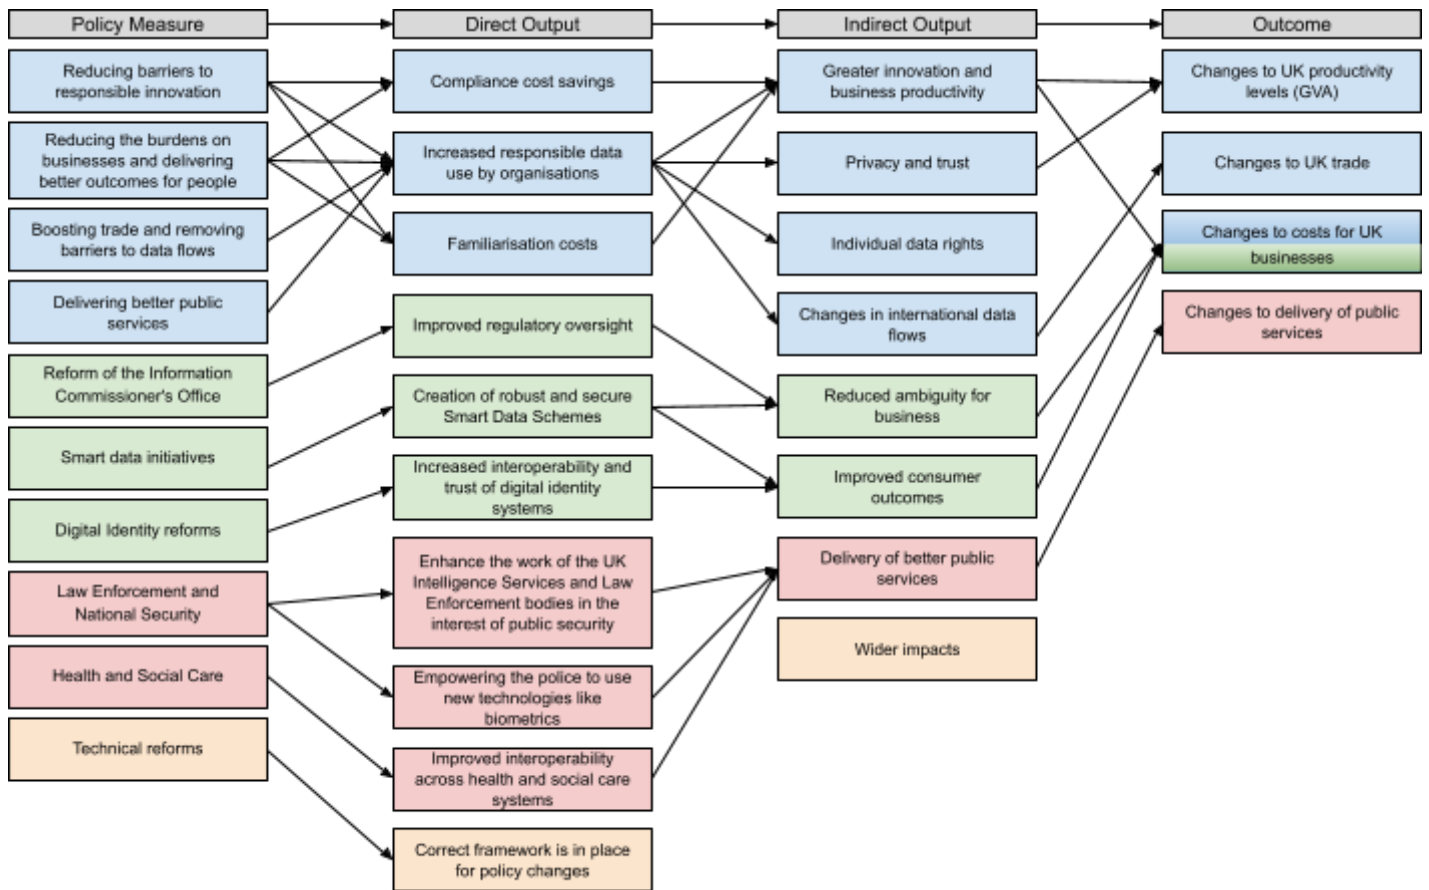 Policy Measure
Direct Output
Indirect Output
Outcome
Reducing barriers to
responsible innovation
Reducing the burdens on
businesses and delivering
better outcomes for people
Boosting trade and removing
barriers to data flows
Delivering better public
services
Reform of the Information
Commissioner's Office
Smart data initiatives
Digital Identity reforms
Law Enforcement and
National Security
Health and Social Care
Technical reforms
Compliance cost savings
Increased responsible data
use by organisations
Familiarisation costs
Improved regulatory oversight
Creation of robust and secure
Smart Data Schemes
Increased interoperability and
trust of digital identity
systems
Enhance the work of the UK
Intelligence Services and Law
Enforcement bodies in the
interest of public security
Empowering the police to use
new technologies like
biometrics
Improved interoperability
across health and social care
systems
Correct framework is in place
for policy changes
Greater innovation and
business productivity
Privacy and trust
Individual data rights
Changes in international data
flows
Reduced ambiguity for
business
Improved consumer
outcomes
Delivery of better public
services
Wider impacts
Changes to UK productivity
levels (GVA)
Changes to UK trade
Changes to costs for UK
businesses
Changes to delivery of public
services